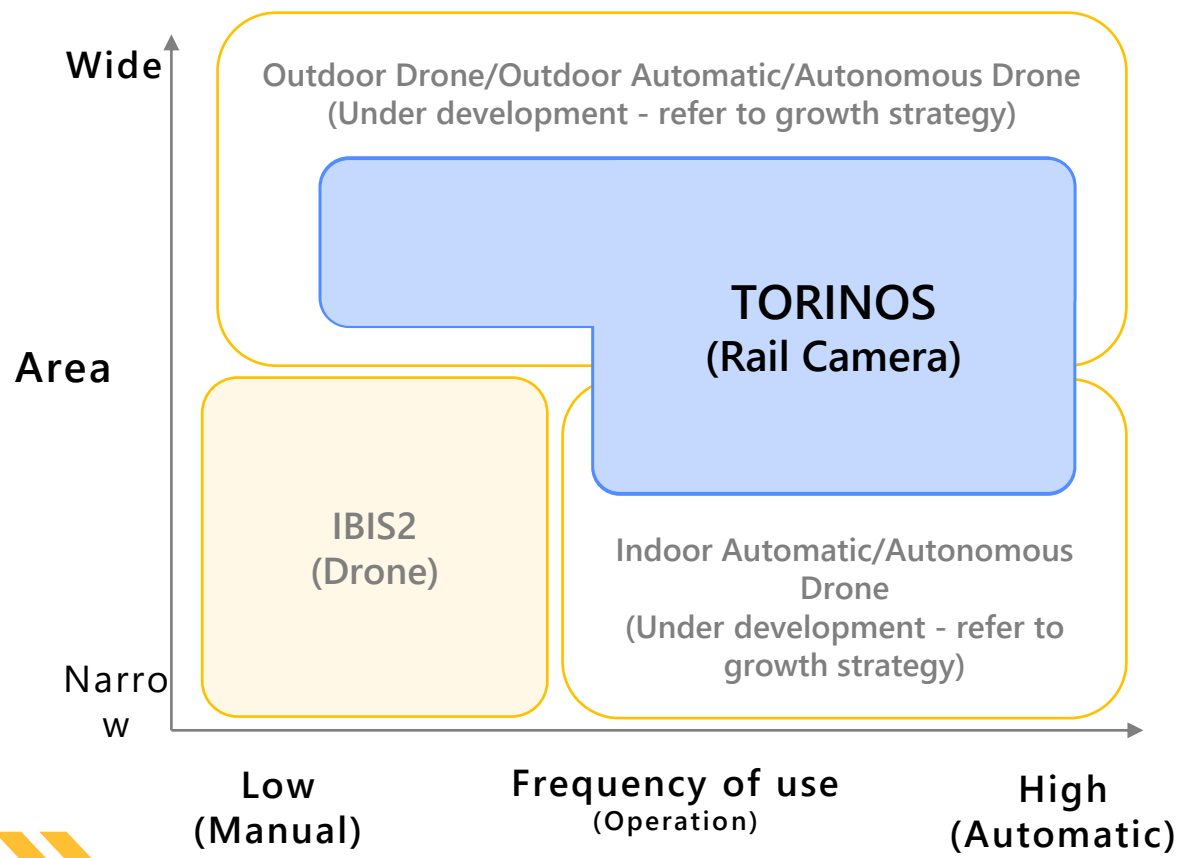 Wide
Outdoor Drone/Outdoor Automatic/Autonomous Drone
(Under development - refer to growth strategy)
TORINOS
(Rail Camera)
Area
IBIS2
(Drone)
Indoor Automatic/Autonomous
Drone
(Under development - refer to
growth strategy)
Narro
w
Low
(Manual)
Frequency of use
(Operation)
High
(Automatic)